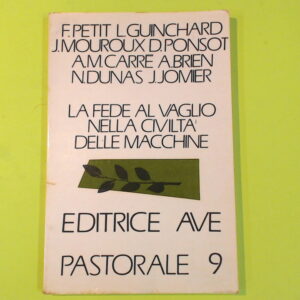 F. PETIT L. GUINCHARD
J. MOUROUX D. PONSOT
A. M. CARRÉ A. BRIEN
N. DUNAS J. JOMIER
LA FEDE AL VAGLIO
NELLA CIVILTA'
DELLE MACCHINE
EDITRICE AVE
PASTORALE 9